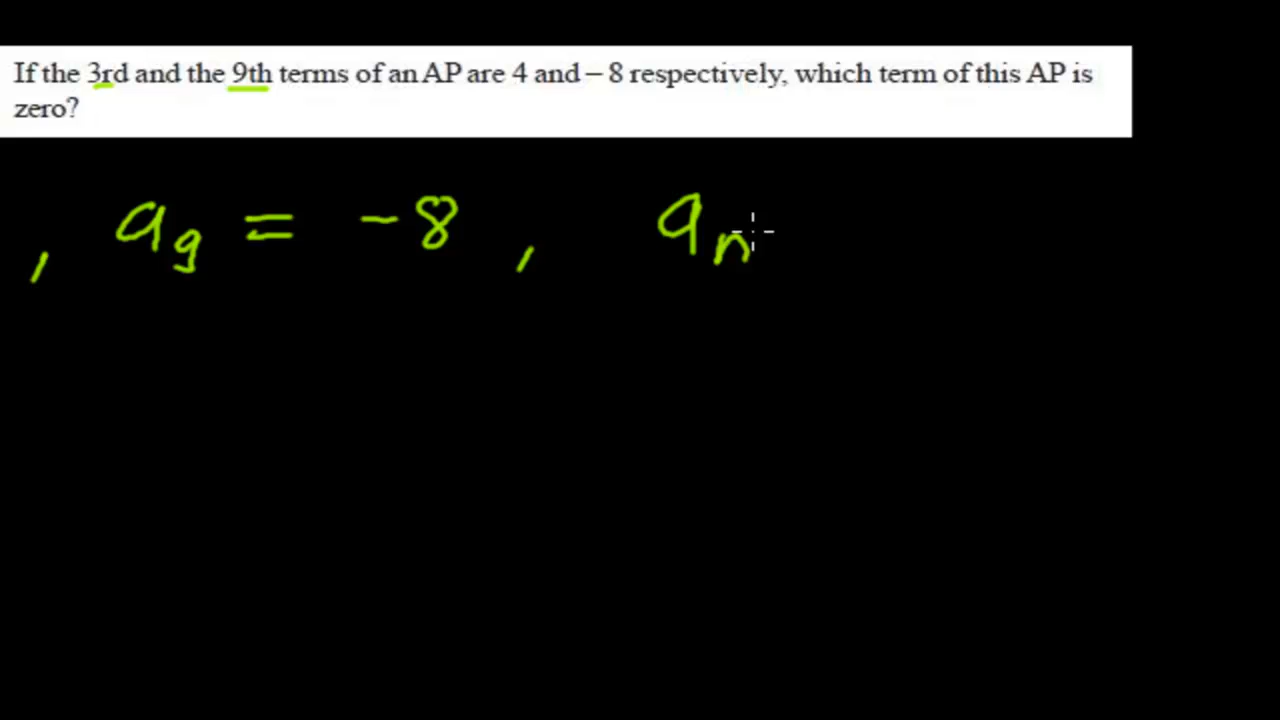 If the 3rd and the 9th terms of an AP are 4 and – 8 respectively, which term of this AP is
zero?
, a₉ = -8 , aₙ